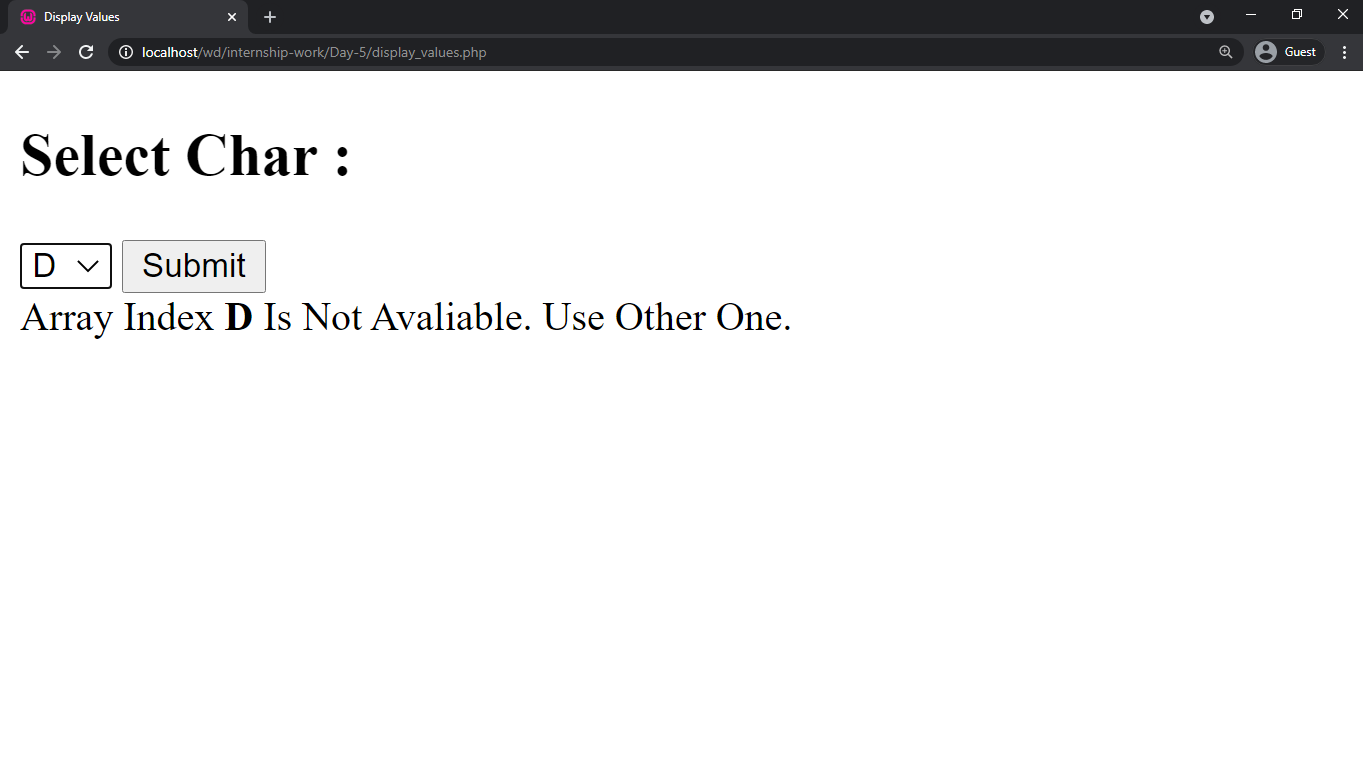 Display Values
localhost/wd/internship-work/Day-5/display_values.php
Guest
Select Char :
D Submit
Array Index D Is Not Avaliable. Use Other One.